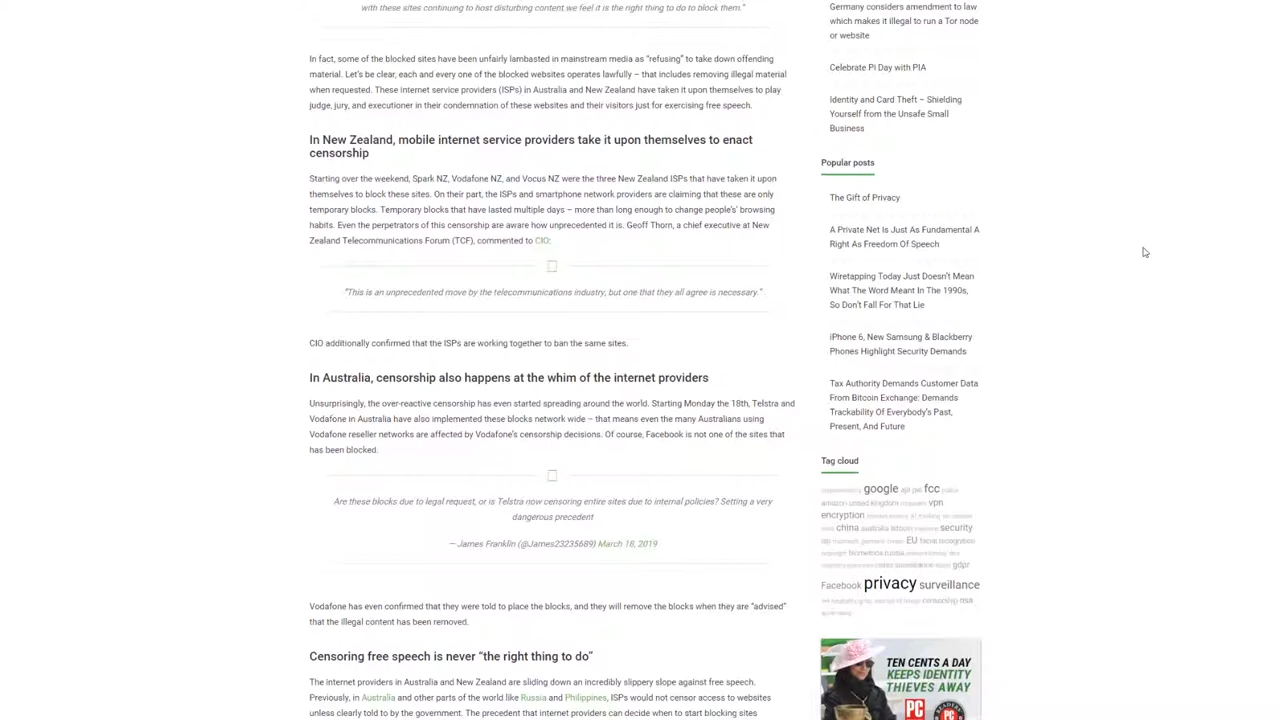 with these sites continuing to host disturbing content we feel it is the right thing to do to block them."
In fact, some of the blocked sites have been unfairly lambasted in mainstream media as “refusing” to take down offending
material. Let’s be clear, each and every one of the blocked websites operates lawfully – that includes removing illegal material
when requested. These internet service providers (ISPs) in Australia and New Zealand have taken it upon themselves to play
judge, jury, and executioner in their condemnation of these websites and their visitors just for exercising free speech.
In New Zealand, mobile internet service providers take it upon themselves to enact
censorship
Starting over the weekend, Spark NZ, Vodafone NZ, and Vocus NZ were the three New Zealand ISPs that have taken it upon
themselves to block these sites. On their part, the ISPs and smartphone network providers are claiming that these are only
temporary blocks. Temporary blocks that have lasted multiple days – more than long enough to change people’s’ browsing
habits. Even the perpetrators of this censorship are aware how unprecedented it is. Geoff Thorn, a chief executive at New
Zealand Telecommunications Forum (TCF), commented to CIO:
“This is an unprecedented move by the telecommunications industry, but one that they all agree is necessary.”
CIO additionally confirmed that the ISPs are working together to ban the same sites.
In Australia, censorship also happens at the whim of the internet providers
Unsurprisingly, the over-reactive censorship has even started spreading around the world. Starting Monday the 18th, Telstra and
Vodafone in Australia have also implemented these blocks network wide – that means even the many Australians using
Vodafone reseller networks are affected by Vodafone’s censorship decisions. Of course, Facebook is not one of the sites that
has been blocked.
Are these blocks due to legal request, or is Telstra now censoring entire sites due to internal policies? Setting a very
dangerous precedent
— James Franklin (@James23235689) March 18, 2019
Vodafone has even confirmed that they were told to place the blocks, and they will remove the blocks when they are “advised”
that the illegal content has been removed.
Censoring free speech is never “the right thing to do”
The internet providers in Australia and New Zealand are sliding down an incredibly slippery slope against free speech.
Previously, in Australia and other parts of the world like Russia and Philippines, ISPs would not censor access to websites
unless clearly told to by the government. The precedent that internet providers can decide when to start blocking sites
Germany considers amendment to law
which makes it illegal to run a Tor node
or website
Celebrate Pi Day with PIA
Identity and Card Theft – Shielding
Yourself from the Unsafe Small
Business
Popular posts
The Gift of Privacy
A Private Net Is Just As Fundamental A
Right As Freedom Of Speech
Wiretapping Today Just Doesn’t Mean
What The Word Meant In The 1990s,
So Don’t Fall For That Lie
iPhone 6, New Samsung & Blackberry
Phones Highlight Security Demands
Tax Authority Demands Customer Data
From Bitcoin Exchange: Demands
Trackability Of Everybody’s Past,
Present, And Future
Tag cloud
google ajit pai fcc
amazon united kingdom vpn
encryption
china australia bitcoin security
EU facial recognition
biometrics russia
gdpr
Facebook privacy surveillance
censorship nsa
TEN CENTS A DAY
KEEPS IDENTITY
THIEVES AWAY
PC
PC